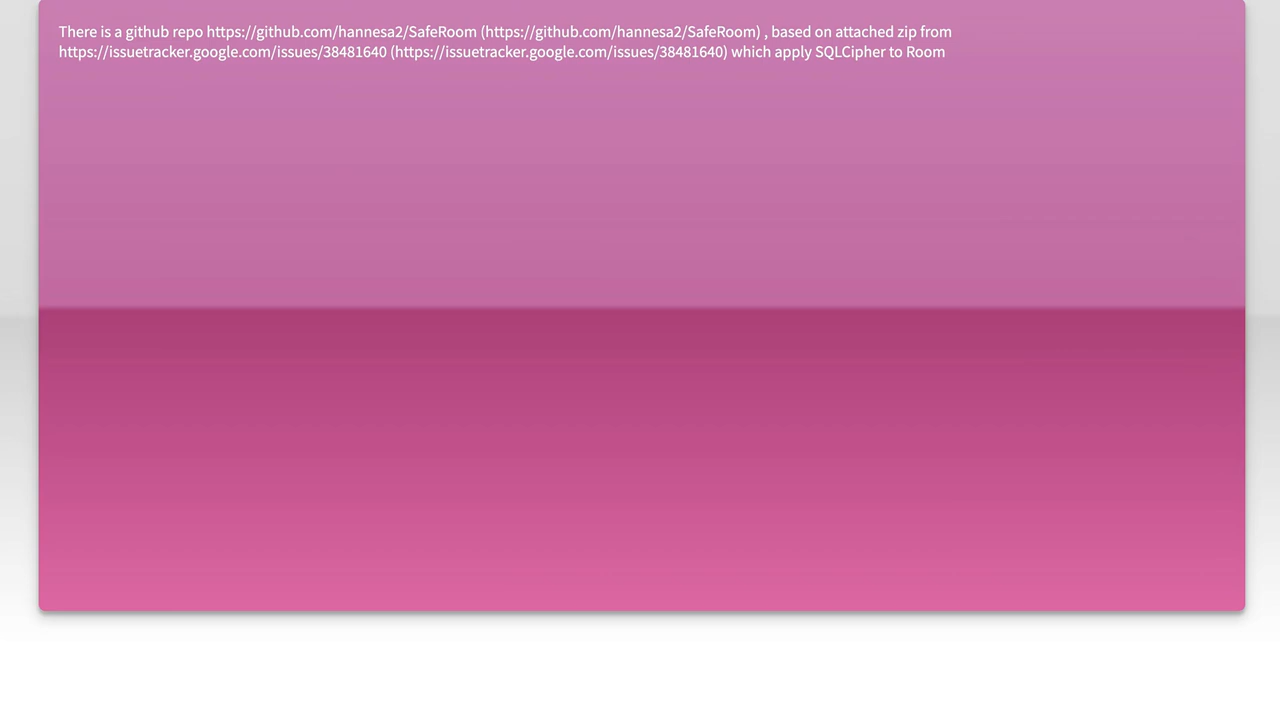 There is a github repo https://github.com/hannesa2/SafeRoom (https://github.com/hannesa2/SafeRoom) , based on attached zip from
https://issuetracker.google.com/issues/38481640 (https://issuetracker.google.com/issues/38481640) which apply SQLCipher to Room